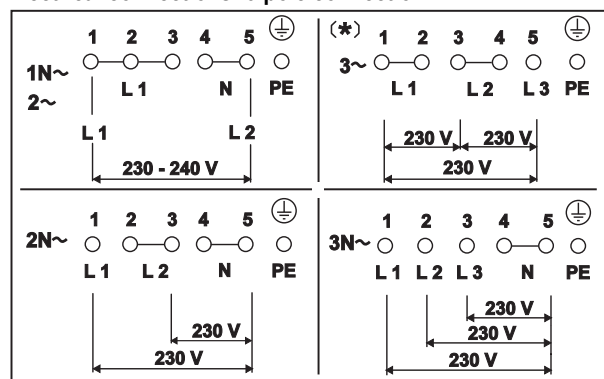 1 2 3 4 5
1N~
2~
L 1 N PE
L 1 L 2
230 - 240 V
(*) 1 2 3 4 5
3~
L 1 L 2 L 3 PE
230 V 230 V
230 V
1 2 3 4 5
2N~
L 1 L 2 N PE
230 V
230 V
1 2 3 4 5
3N~
L 1 L 2 L 3 N PE
230 V
230 V
230 V